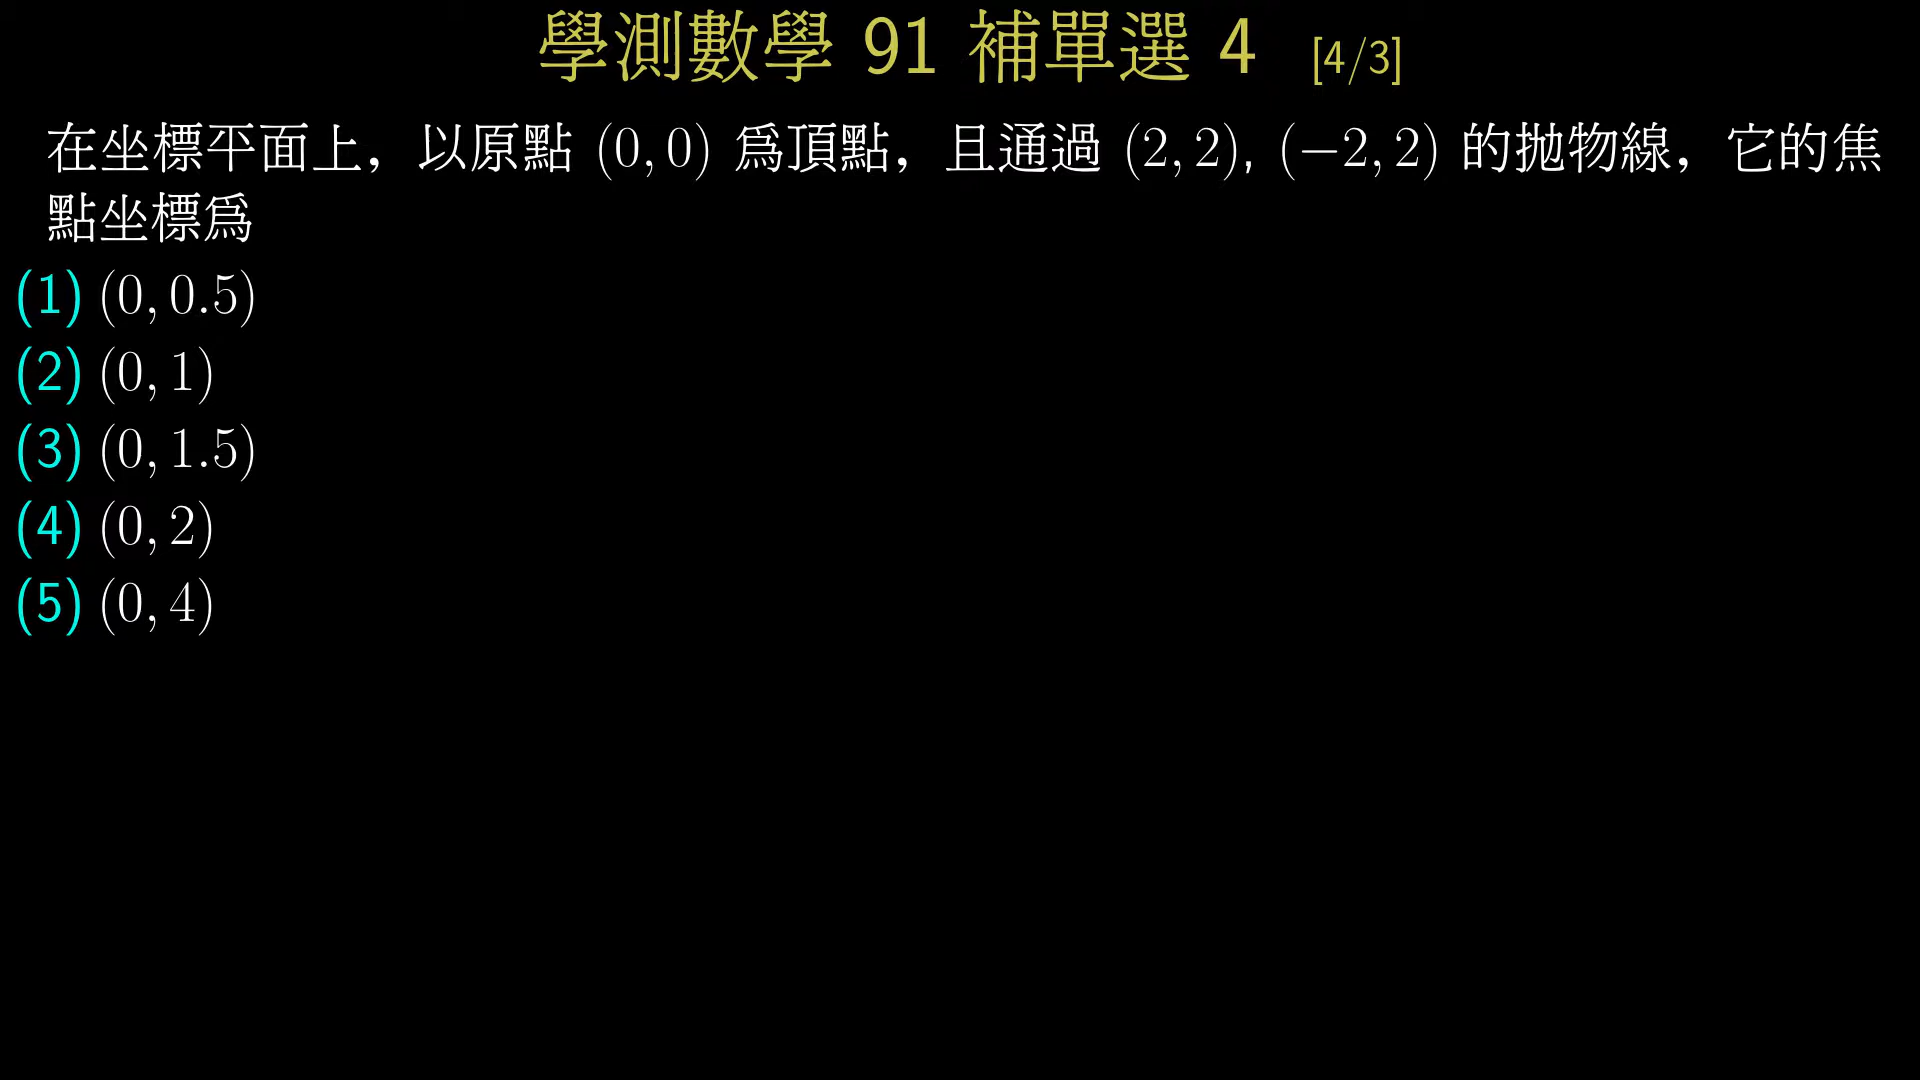 學測數學 91 補單選 4 [4/3]
在坐標平面上，以原點 (0, 0) 爲頂點，且通過 (2, 2), (−2, 2) 的拋物線，它的焦
點坐標爲
(1) (0, 0.5)
(2) (0, 1)
(3) (0, 1.5)
(4) (0, 2)
(5) (0, 4)